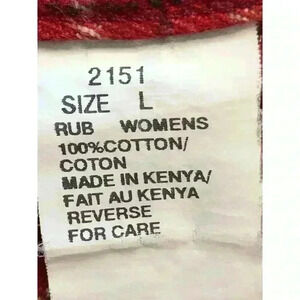 2151
SIZE L
RUB WOMENS
100%COTTON/
COTON
MADE IN KENYA/
FAIT AU KENYA
REVERSE
FOR CARE